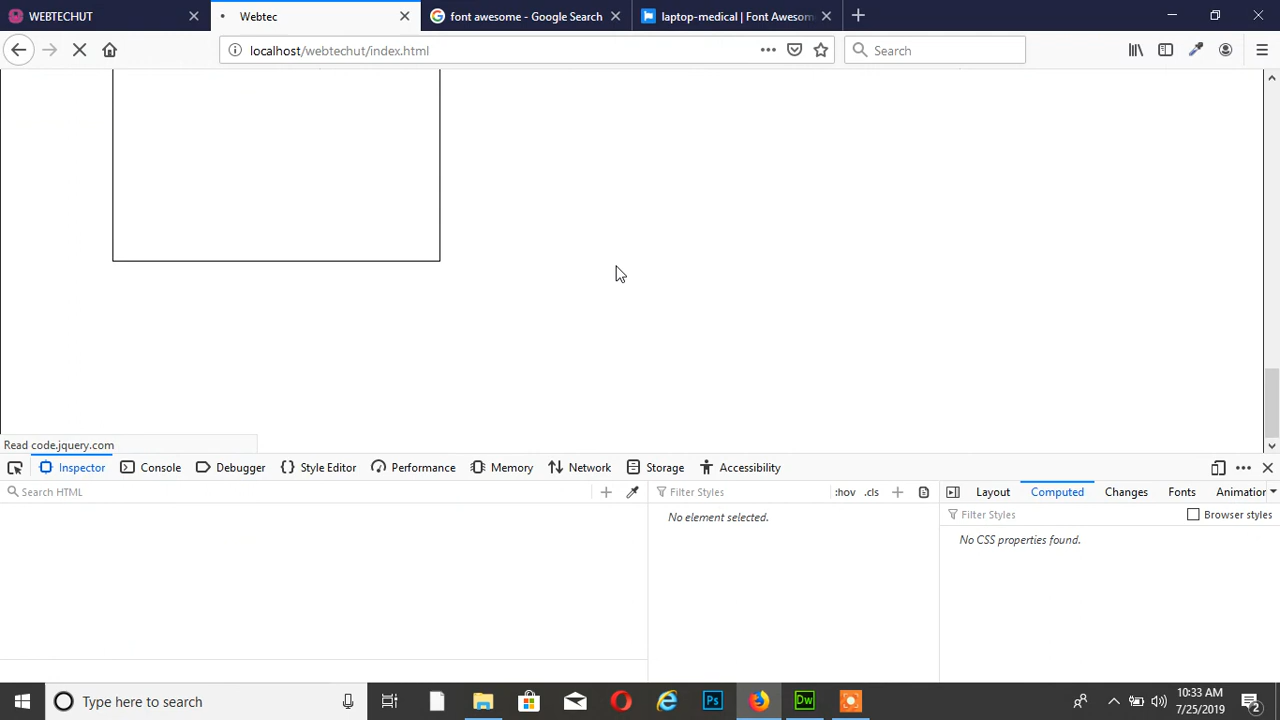 WEBTECHUT
Webtec
font awesome - Google Search
laptop-medical | Font Awesom
localhost/webtechut/index.html
Search
Read code.jquery.com
Inspector
Console
Debugger
Style Editor
Performance
Memory
Network
Storage
Accessibility
Search HTML
Filter Styles
:hov .cls
Layout
Computed
Changes
Fonts
Animation
No element selected.
Filter Styles
Browser styles
No CSS properties found.
Type here to search
Ps
Dw
10:33 AM
7/25/2019
2